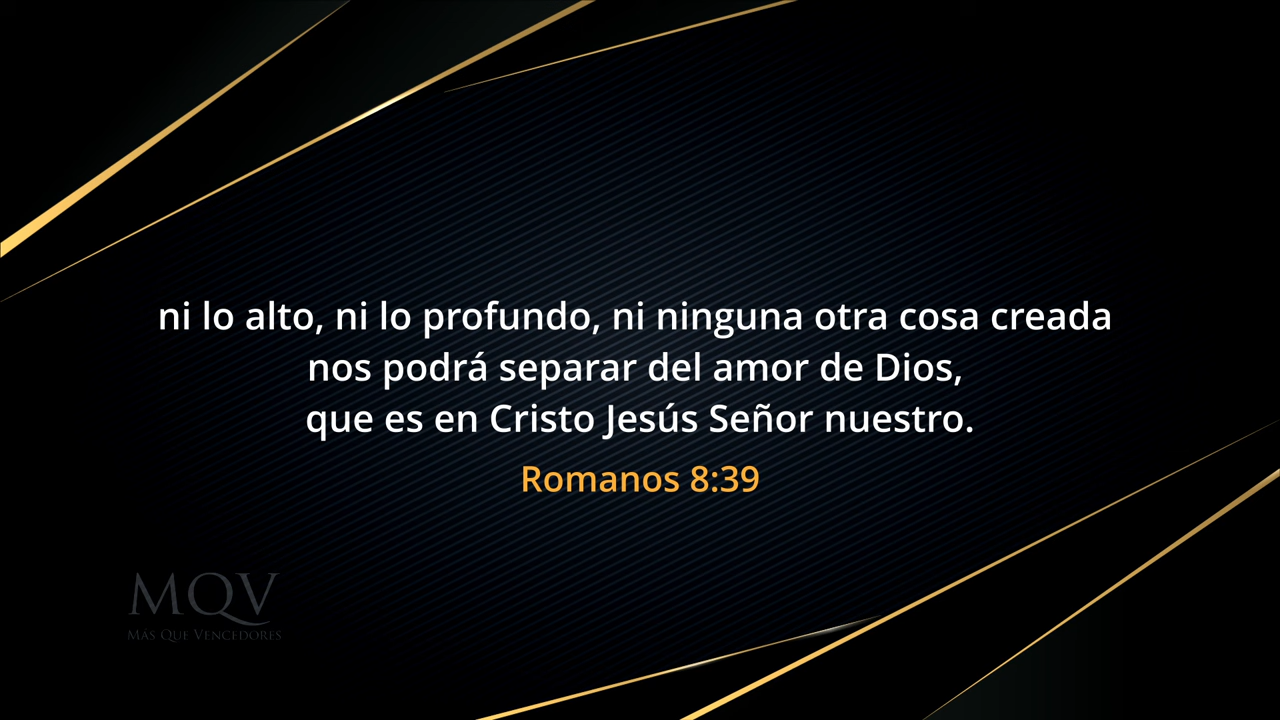 ni lo alto, ni lo profundo, ni ninguna otra cosa creada
nos podrá separar del amor de Dios,
que es en Cristo Jesús Señor nuestro.
Romanos 8:39
MQV
Más Que Vencedores